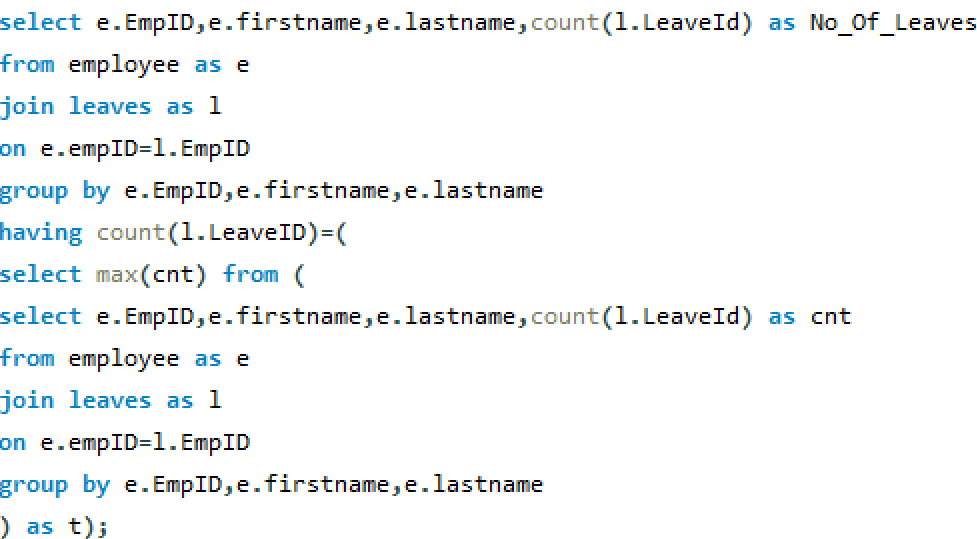 select e.EmpID,e.firstname,e.lastname,count(l.LeaveId) as No_Of_Leaves
from employee as e
join leaves as l
on e.empID=l.EmpID
group by e.EmpID,e.firstname,e.lastname
having count(l.LeaveID)=(
select max(cnt) from (
select e.EmpID,e.firstname,e.lastname,count(l.LeaveId) as cnt
from employee as e
join leaves as l
on e.empID=l.EmpID
group by e.EmpID,e.firstname,e.lastname
) as t);